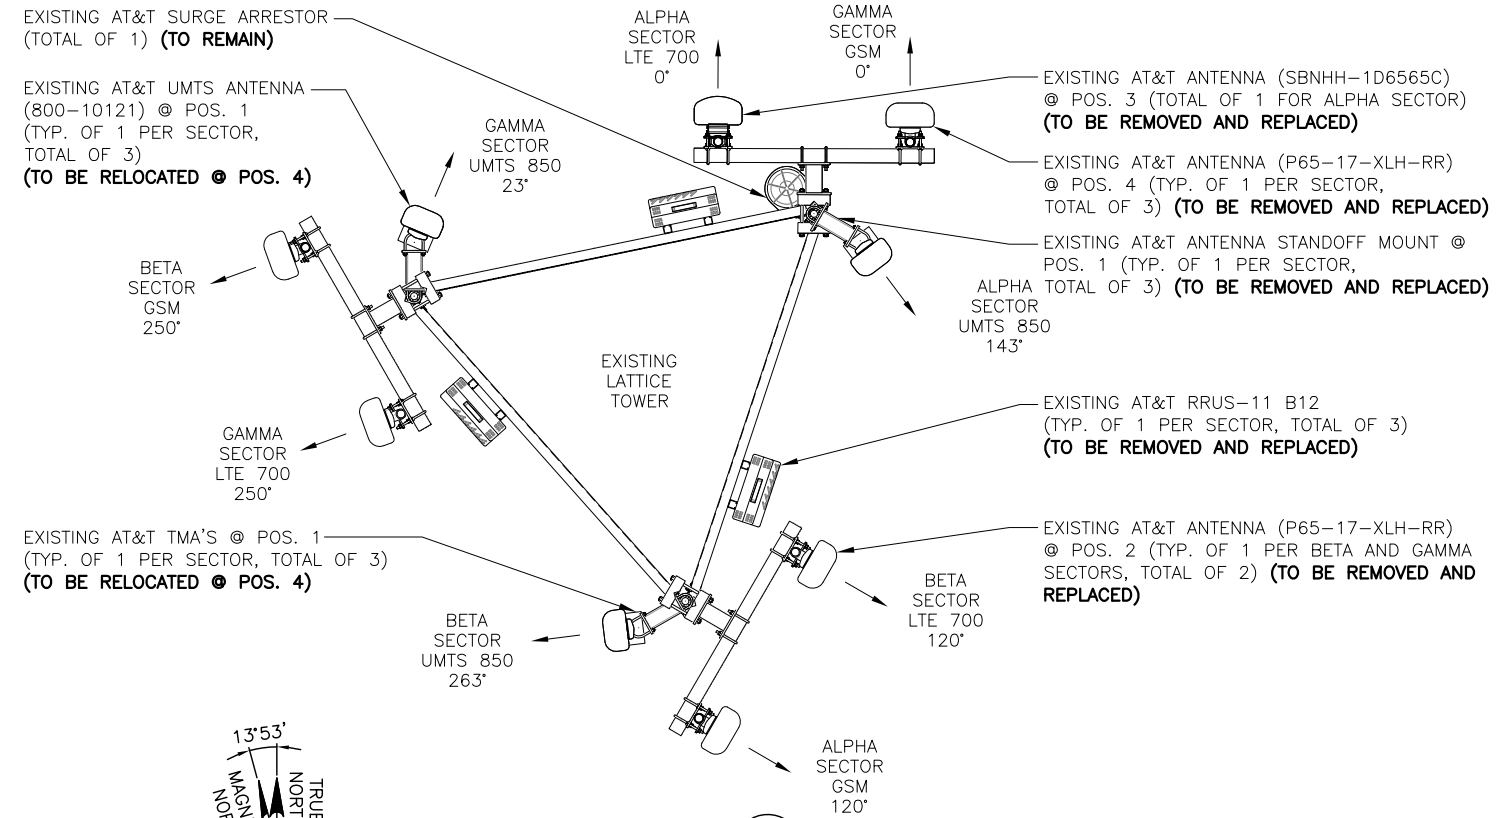 EXISTING AT&T SURGE ARRESTOR
(TOTAL OF 1) (TO REMAIN)
EXISTING AT&T UMTS ANTENNA
(800-10121) @ POS. 1
(TYP. OF 1 PER SECTOR,
TOTAL OF 3)
(TO BE RELOCATED @ POS. 4)
ALPHA
SECTOR
LTE 700
0°
GAMMA
SECTOR
GSM
0°
EXISTING AT&T ANTENNA (SBNHH-1D6565C)
@ POS. 3 (TOTAL OF 1 FOR ALPHA SECTOR)
(TO BE REMOVED AND REPLACED)
GAMMA
SECTOR
UMTS 850
23°
EXISTING AT&T ANTENNA (P65-17-XLH-RR)
@ POS. 4 (TYP. OF 1 PER SECTOR,
TOTAL OF 3) (TO BE REMOVED AND REPLACED)
EXISTING AT&T ANTENNA STANDOFF MOUNT @
POS. 1 (TYP. OF 1 PER SECTOR,
TOTAL OF 3) (TO BE REMOVED AND REPLACED)
BETA
SECTOR
GSM
250°
ALPHA
SECTOR
UMTS 850
143°
EXISTING
LATTICE
TOWER
EXISTING AT&T RRUS-11 B12
(TYP. OF 1 PER SECTOR, TOTAL OF 3)
(TO BE REMOVED AND REPLACED)
GAMMA
SECTOR
LTE 700
250°
EXISTING AT&T TMA'S @ POS. 1
(TYP. OF 1 PER SECTOR, TOTAL OF 3)
(TO BE RELOCATED @ POS. 4)
EXISTING AT&T ANTENNA (P65-17-XLH-RR)
@ POS. 2 (TYP. OF 1 PER BETA AND GAMMA
SECTORS, TOTAL OF 2) (TO BE REMOVED AND
REPLACED)
BETA
SECTOR
LTE 700
120°
BETA
SECTOR
UMTS 850
263°
ALPHA
SECTOR
GSM
120°
13°53'
TRUE